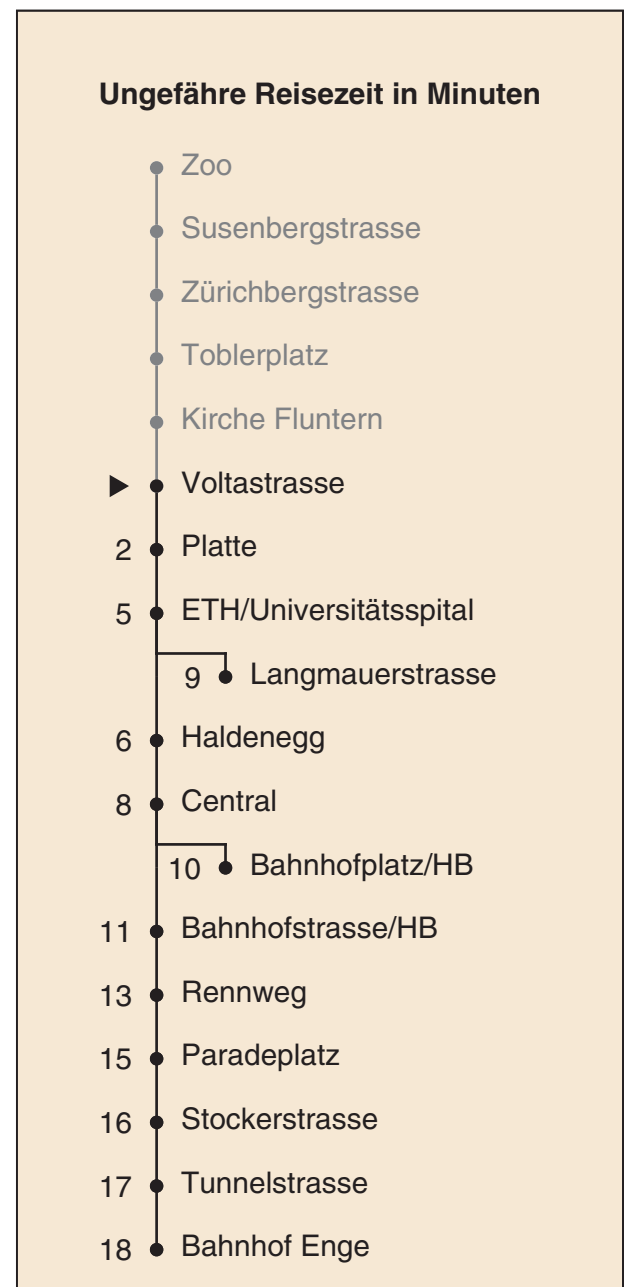 Ungefähre Reisezeit in Minuten
Zoo
Susenbergstrasse
Zürichbergstrasse
Toblerplatz
Kirche Fluntern
Voltastrasse
2 Platte
5 ETH/Universitätsspital
9 Langmauerstrasse
6 Haldenegg
8 Central
10 Bahnhofplatz/HB
11 Bahnhofstrasse/HB
13 Rennweg
15 Paradeplatz
16 Stockerstrasse
17 Tunnelstrasse
18 Bahnhof Enge